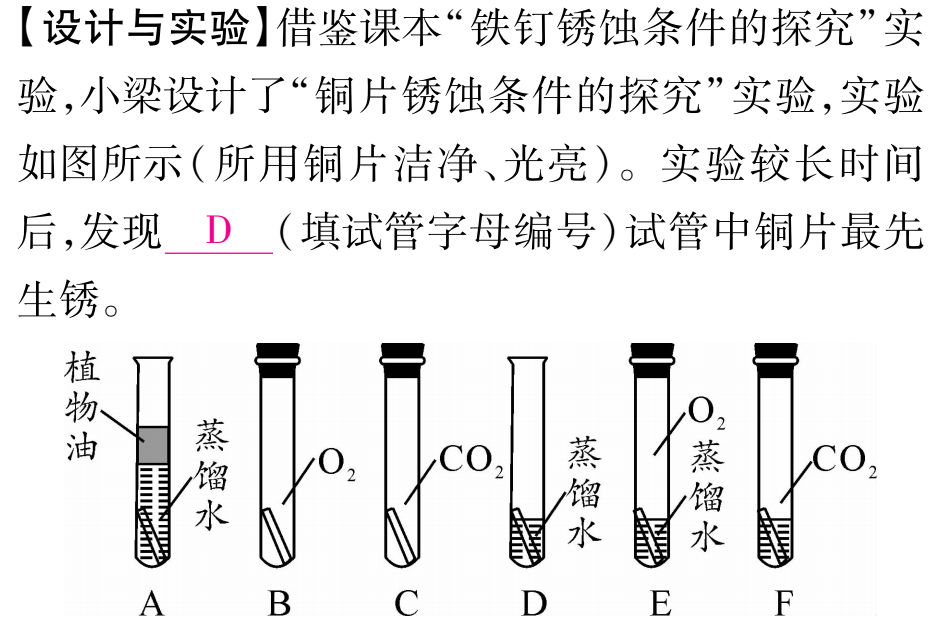 【设计与实验】借鉴课本“铁钉锈蚀条件的探究”实
验,小梁设计了“铜片锈蚀条件的探究”实验,实验
如图所示(所用铜片洁净、光亮)。实验较长时间
后,发现 D (填试管字母编号)试管中铜片最先
生锈。
植物油
蒸馏水
O₂
CO₂
蒸馏水
O₂
蒸馏水
CO₂
A B C D E F